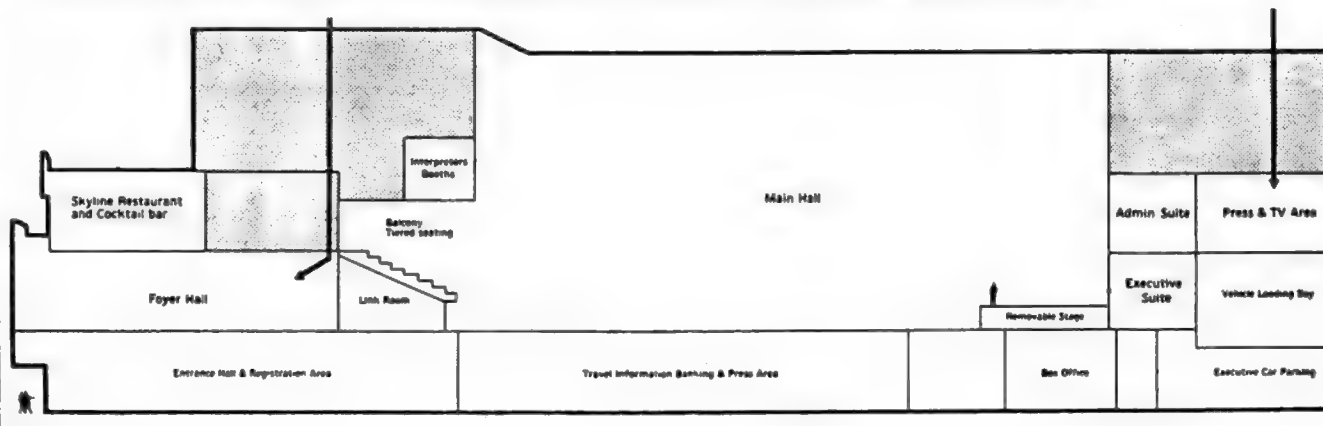 Interpreters
Booths
Skyline Restaurant
and Cocktail bar
Main Hall
Admin Suite
Press & TV Area
Balcony
Tiered seating
Foyer Hall
Link Room
Executive
Suite
Vehicle Loading Bay
Removable Stage
Entrance Hall & Registration Area
Travel Information Banking & Press Area
Box Office
Executive Car Parking